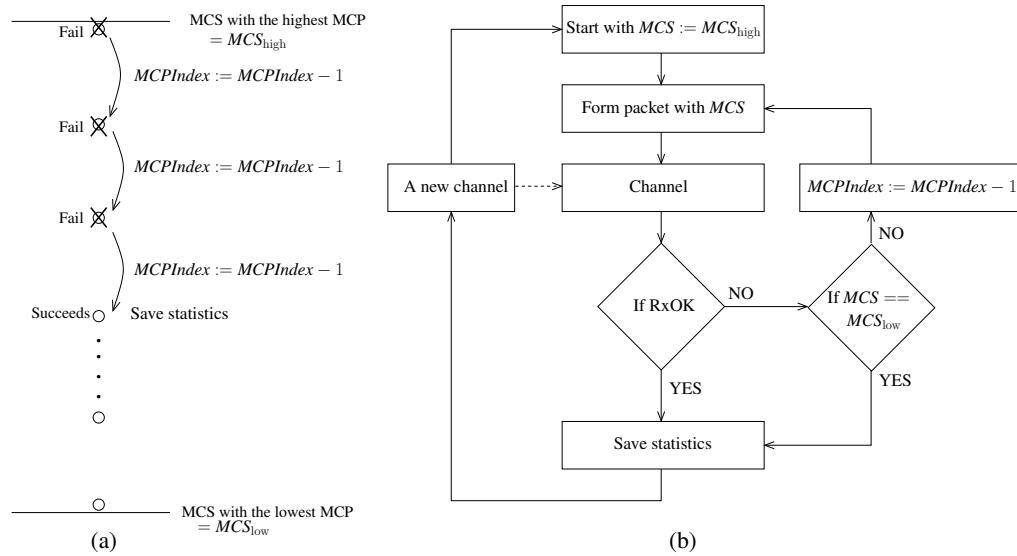 MCS with the highest MCP
= MCS_high
Fail
MCPIndex := MCPIndex − 1
Fail
MCPIndex := MCPIndex − 1
Fail
MCPIndex := MCPIndex − 1
Succeeds
Save statistics
MCS with the lowest MCP
= MCS_low
(a)
Start with MCS := MCS_high
Form packet with MCS
A new channel
Channel
MCPIndex := MCPIndex − 1
NO
If RxOK
NO
If MCS ==
MCS_low
YES
YES
Save statistics
(b)